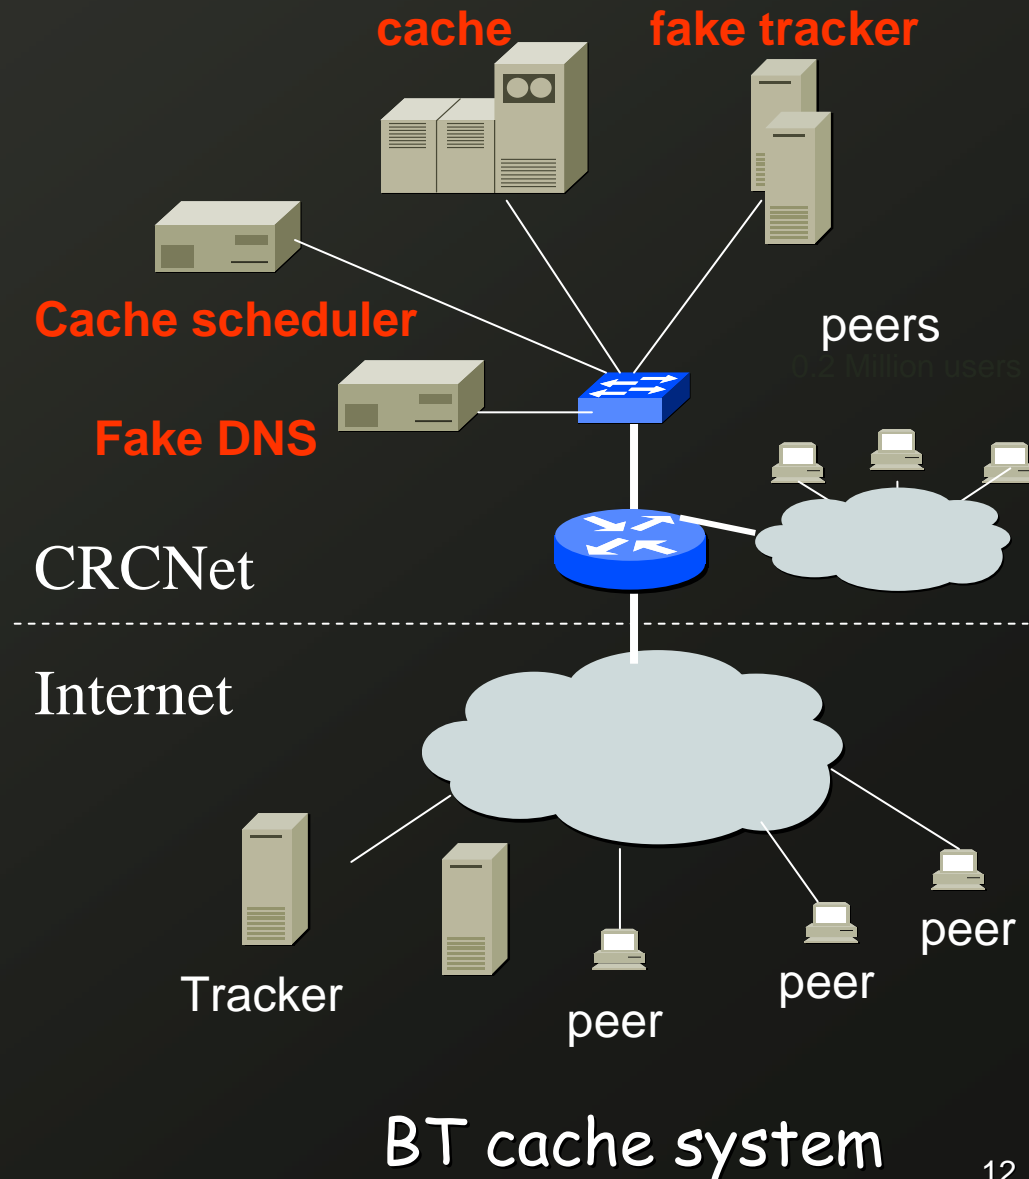 cache
fake tracker
Cache scheduler
peers
0.2 Million users
Fake DNS
CRCNet
Internet
Tracker
peer
peer
peer
BT cache system
12